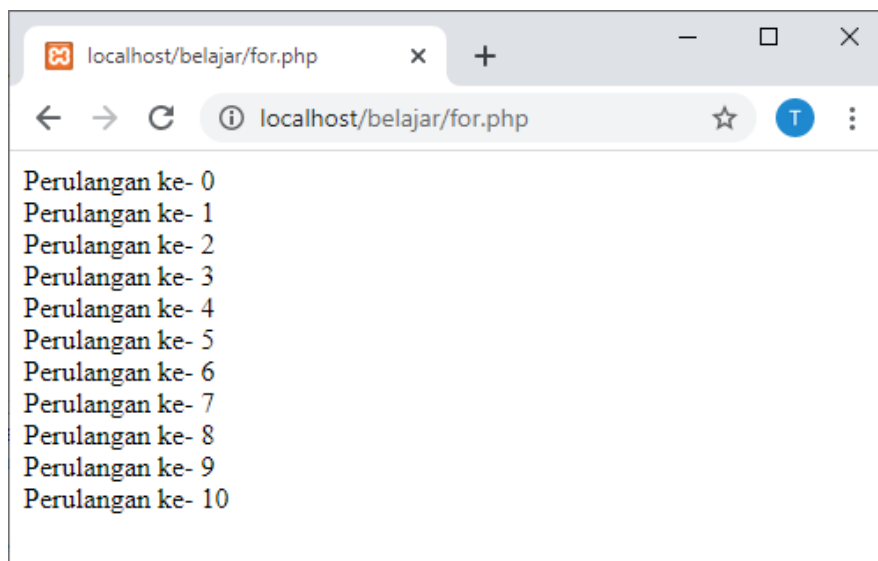 localhost/belajar/for.php
localhost/belajar/for.php
T
Perulangan ke- 0
Perulangan ke- 1
Perulangan ke- 2
Perulangan ke- 3
Perulangan ke- 4
Perulangan ke- 5
Perulangan ke- 6
Perulangan ke- 7
Perulangan ke- 8
Perulangan ke- 9
Perulangan ke- 10